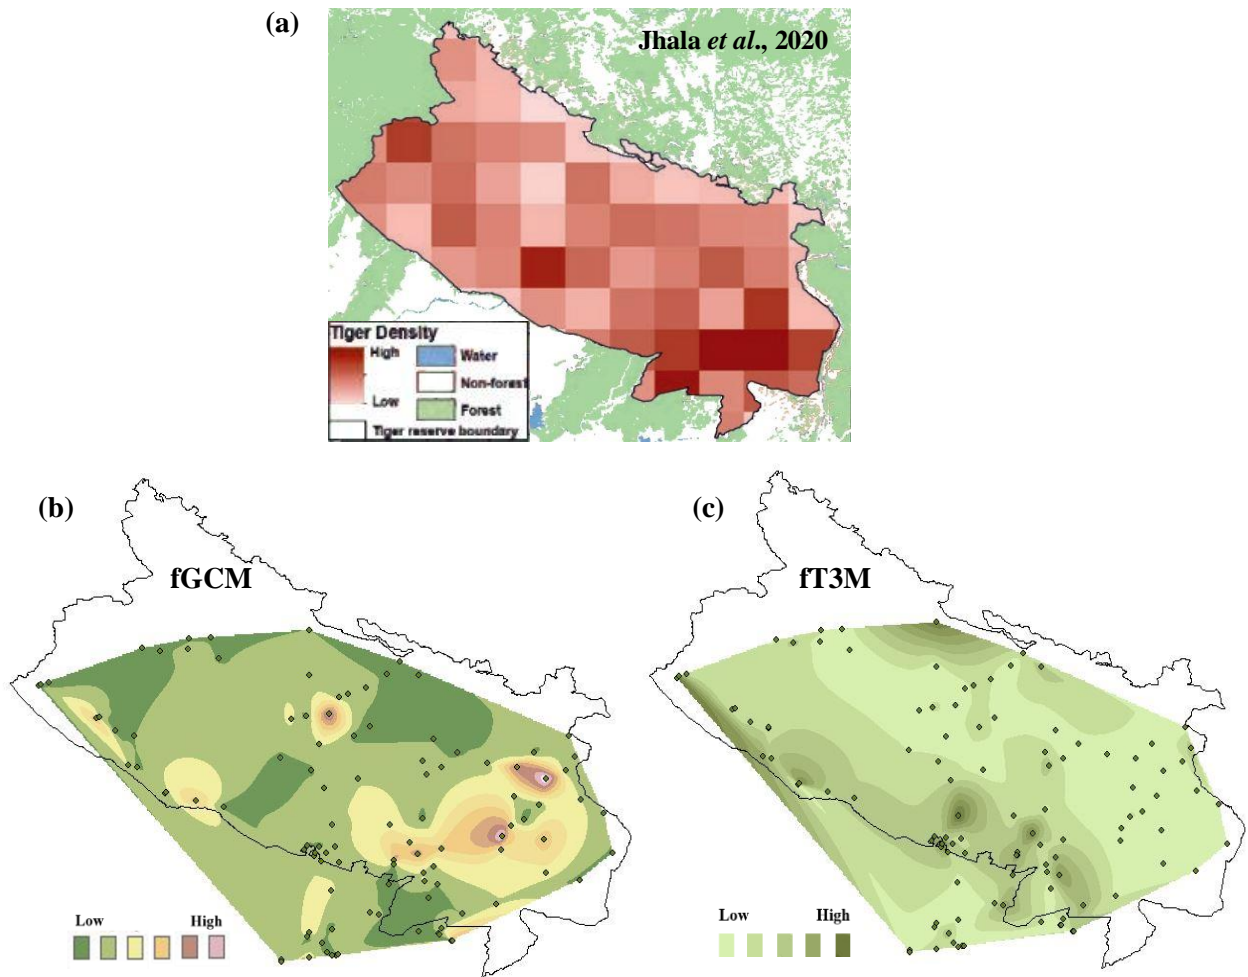 (a)
Jhala et al., 2020
Tiger Density
High
Low
Water
Non-forest
Forest
Tiger reserve boundary
(b)
fGCM
Low High
(c)
fT3M
Low High